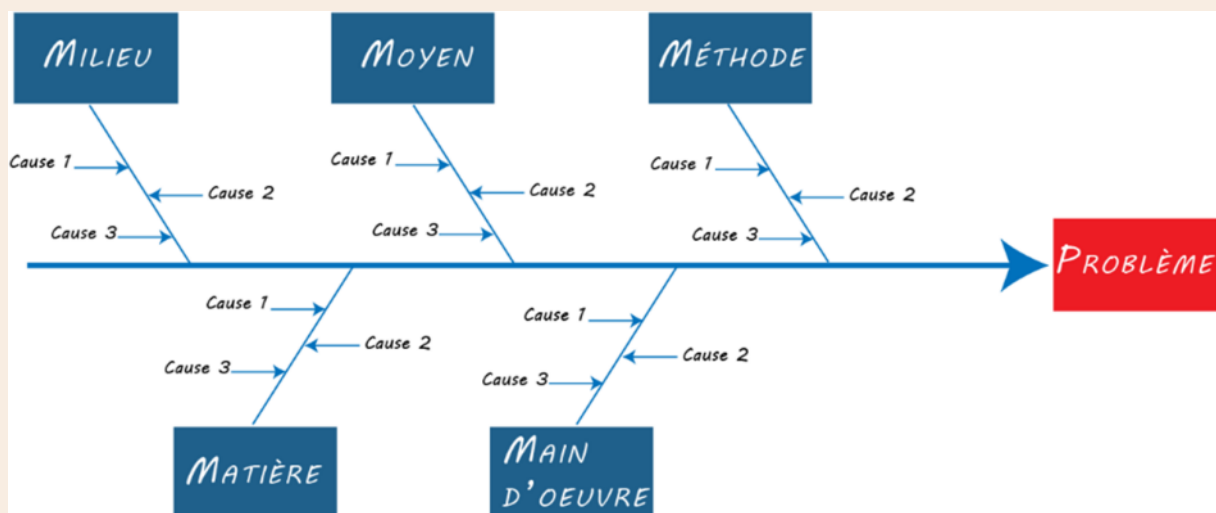 MILIEU
MOYEN
MÉTHODE
Cause 1
Cause 2
Cause 3
Cause 1
Cause 2
Cause 3
Cause 1
Cause 2
Cause 3
PROBLÈME
Cause 1
Cause 2
Cause 3
Cause 1
Cause 2
Cause 3
MATIÈRE
MAIN
D'OEUVRE